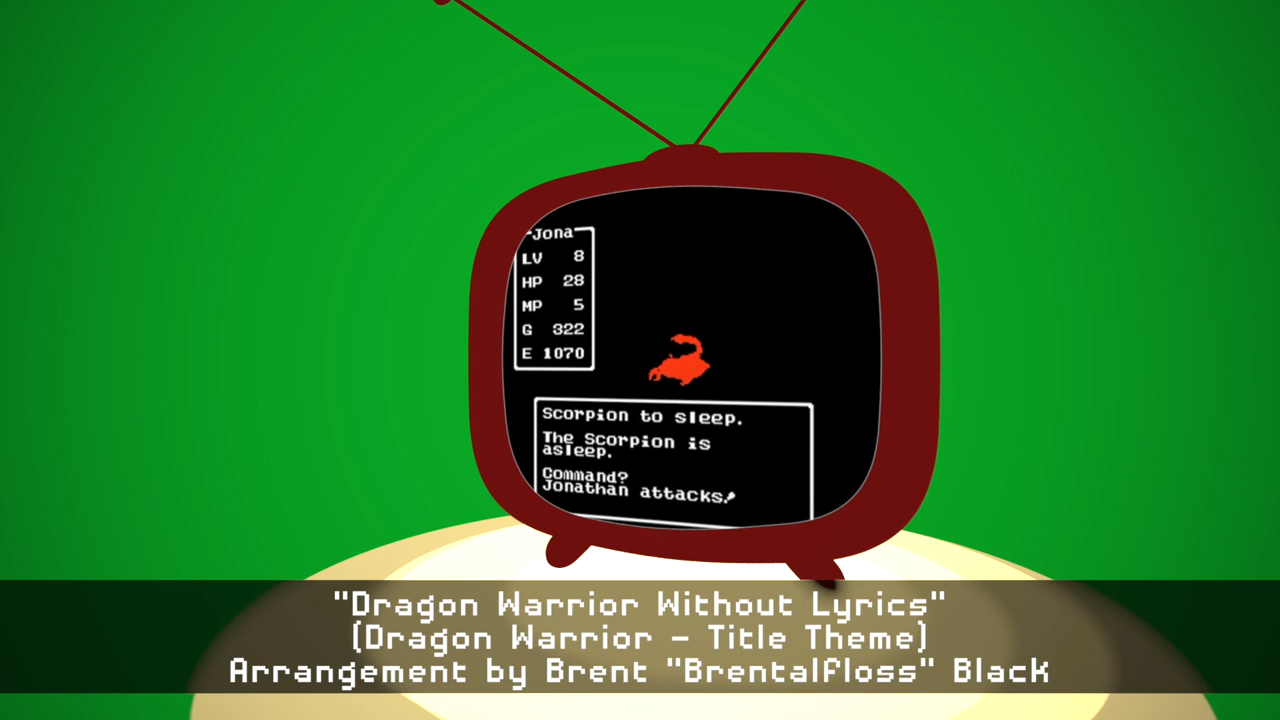 Jona
LV 8
HP 28
MP 5
G 322
E 1070
Scorpion to sleep.
The Scorpion is
asleep.
Command?
Jonathan attacks!
"Dragon Warrior Without Lyrics"
(Dragon Warrior - Title Theme)
Arrangement by Brent "Brentalfloss" Black